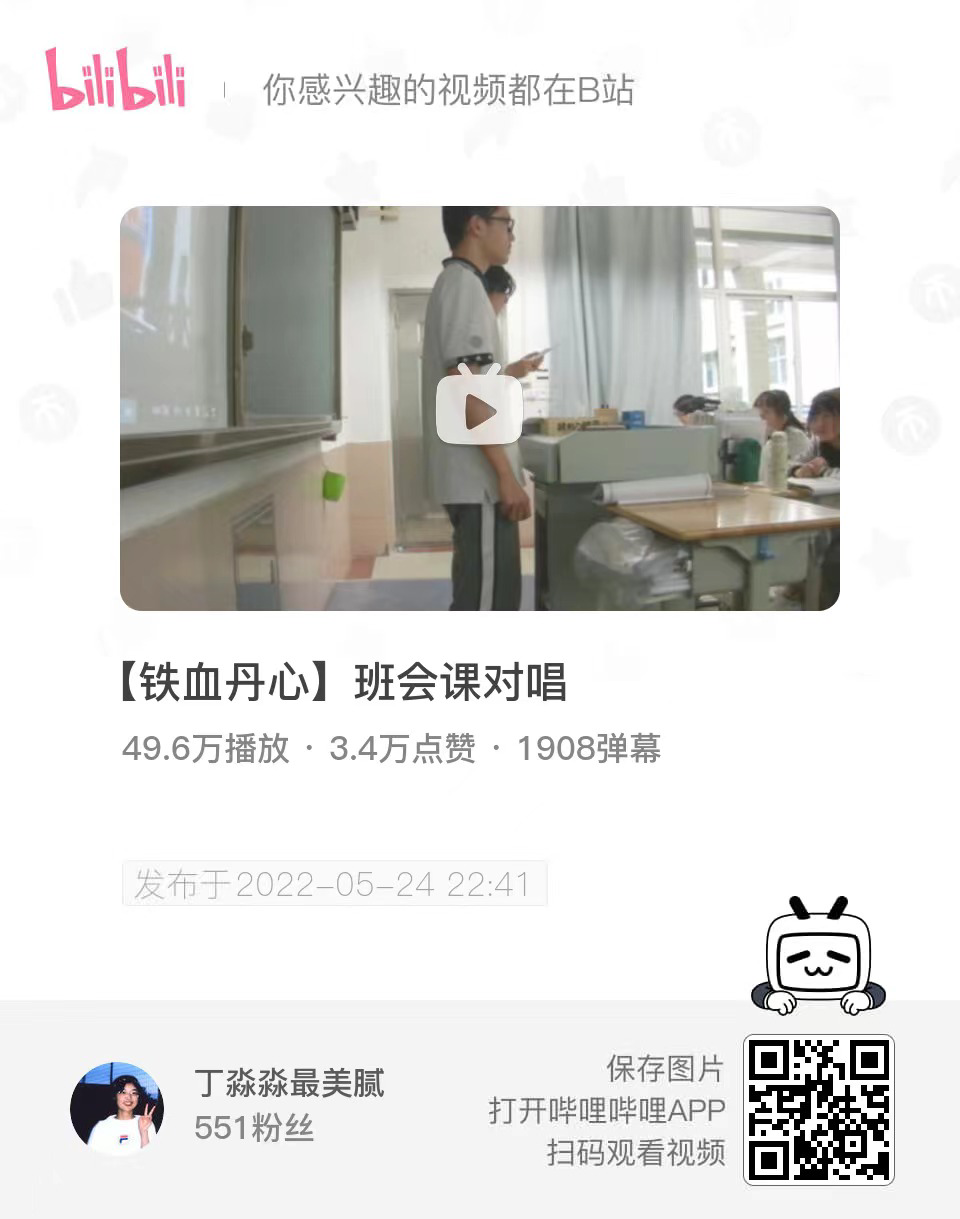 bilibili
你感兴趣的视频都在B站
【铁血丹心】班会课对唱
49.6万播放 · 3.4万点赞 · 1908弹幕
发布于2022-05-24 22:41
丁淼淼最美腻
551粉丝
保存图片
打开哔哩哔哩APP
扫码观看视频